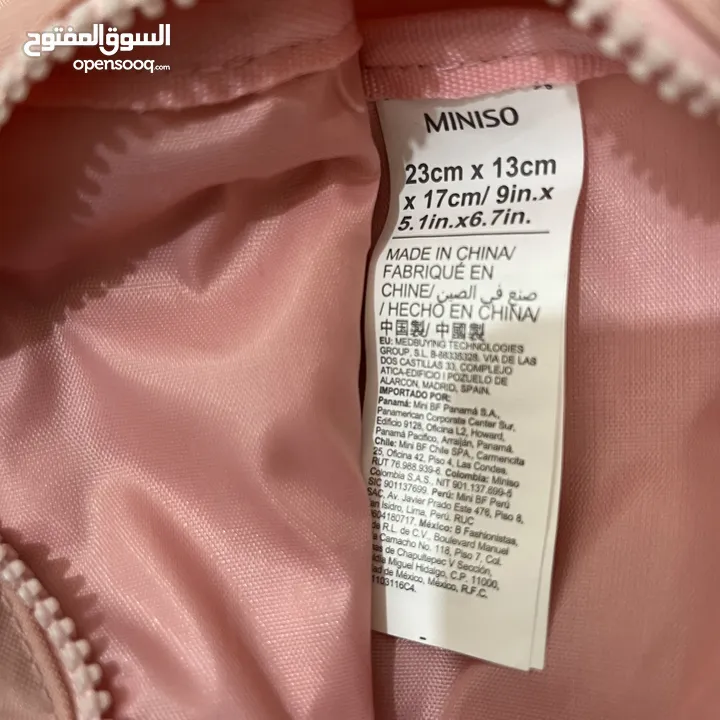 السوق المفتوح
opensooq.com
MINISO
23cm x 13cm
x 17cm/ 9in.x
5.1in.x6.7in.
MADE IN CHINA/
FABRIQUÉ EN
CHINE/ صنع في الصين
/ HECHO EN CHINA/
中国製/ 中國製
EU: MEDBUYING TECHNOLOGIES
GROUP, S.L. B-88336328, VIA DE LAS
DOS CASTILLAS 33, COMPLEJO
ATICA-EDIFICIO I POZUELO DE
ALARCON, MADRID, SPAIN.
IMPORTADO POR:
Panamá: Mini BF Panamá S.A.,
Panamerican Corporate Center Sur,
Edificio 9128, Oficina L2, Howard,
Panamá Pacífico, Arraiján, Panamá.
Chile: Mini BF Chile SPA., Carmencita
25, Oficina 42, Piso 4, Las Condes.
RUT 76.988.939-6. Colombia: Miniso
Colombia S.A.S. NIT 901.137.699-6
SIC 901137699. Perú: Mini BF Perú
SAC, Av. Javier Prado Este 476, Piso 8,
an Isidro, Lima, Perú. RUC
0604180717. México: B Fashionistas,
R.L. de C.V., Boulevard Manuel
Camacho No. 118, Piso 7, Col.
de Chapultepec V Sección,
Miguel Hidalgo, C.P. 11000,
de México, México, R.F.C.
1103116C4.